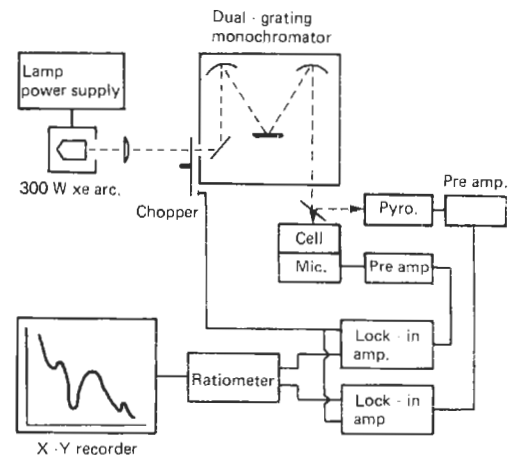 Dual - grating
monochromator
Lamp
power supply
300 W xe arc.
Chopper
Pre amp.
Pyro.
Cell
Mic.
Pre amp
Lock - in
amp.
Ratiometer
Lock - in
amp
X - Y recorder